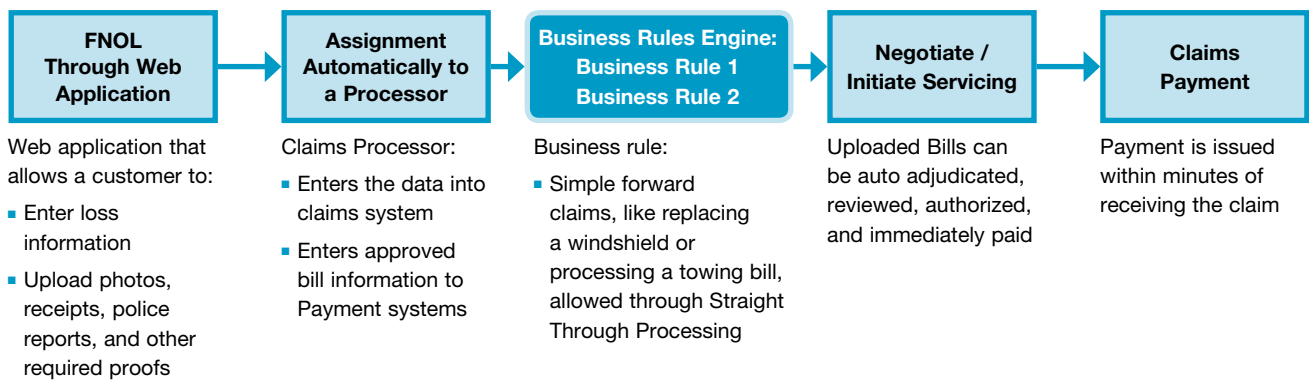 FNOL
Through Web
Application
Assignment
Automatically to
a Processor
Business Rules Engine:
Business Rule 1
Business Rule 2
Negotiate /
Initiate Servicing
Claims
Payment
Web application that
allows a customer to:
▪ Enter loss
information
▪ Upload photos,
receipts, police
reports, and other
required proofs
Claims Processor:
▪ Enters the data into
claims system
▪ Enters approved
bill information to
Payment systems
Business rule:
▪ Simple forward
claims, like replacing
a windshield or
processing a towing bill,
allowed through Straight
Through Processing
Uploaded Bills can
be auto adjudicated,
reviewed, authorized,
and immediately paid
Payment is issued
within minutes of
receiving the claim